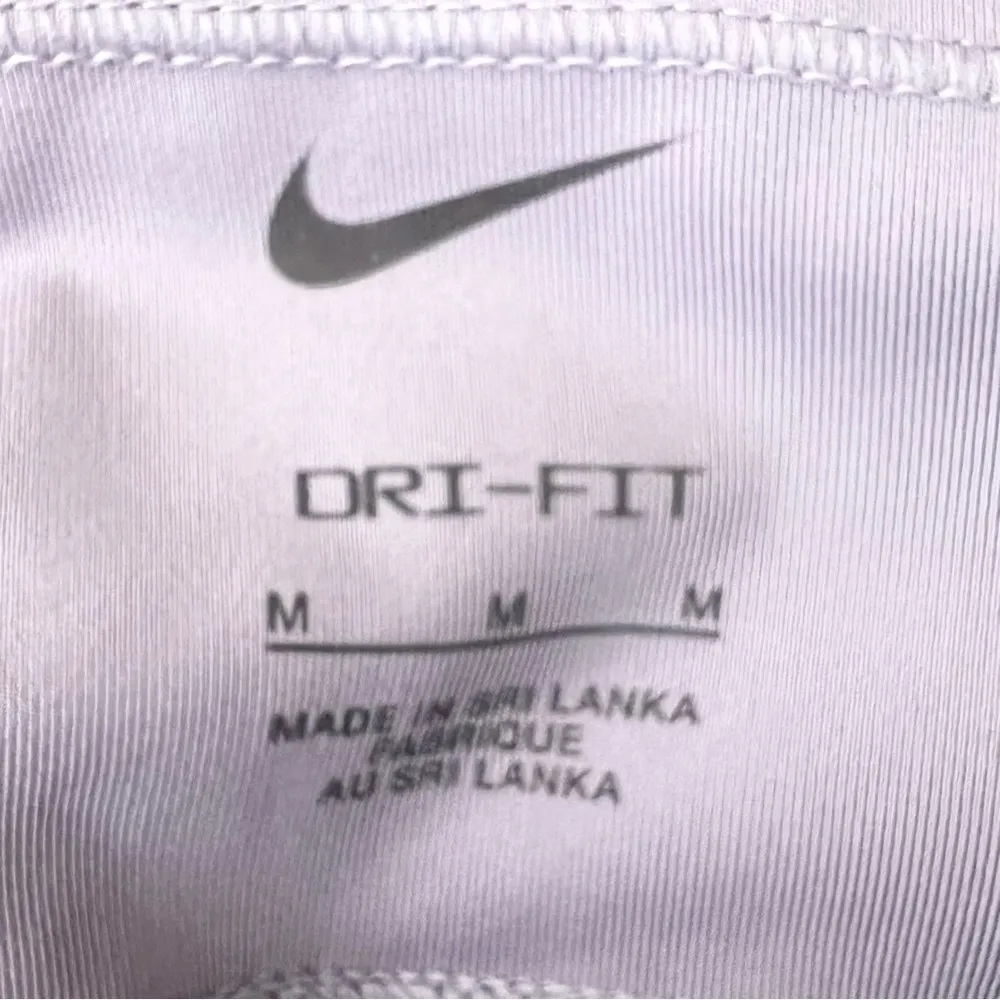 DRI-FIT
M M M
MADE IN SRI LANKA
FABRIQUE
AU SRI LANKA